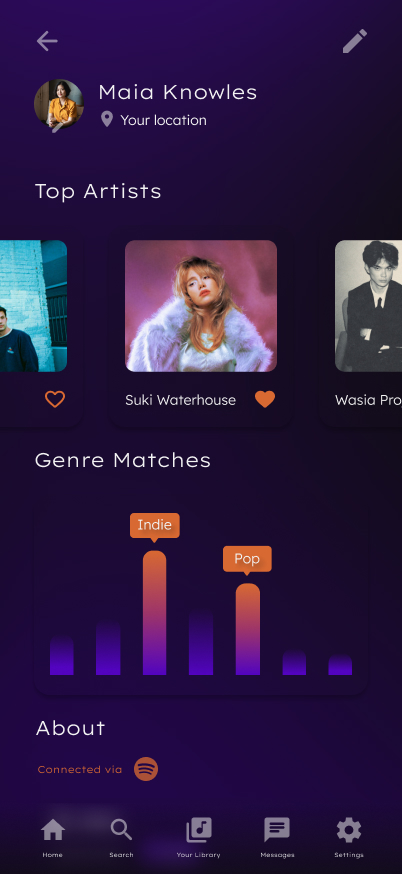 Maia Knowles
Your location
Top Artists
Suki Waterhouse
Wasia
Genre Matches
Indie
Pop
About
Connected via
Home
Search
Your Library
Messages
Settings